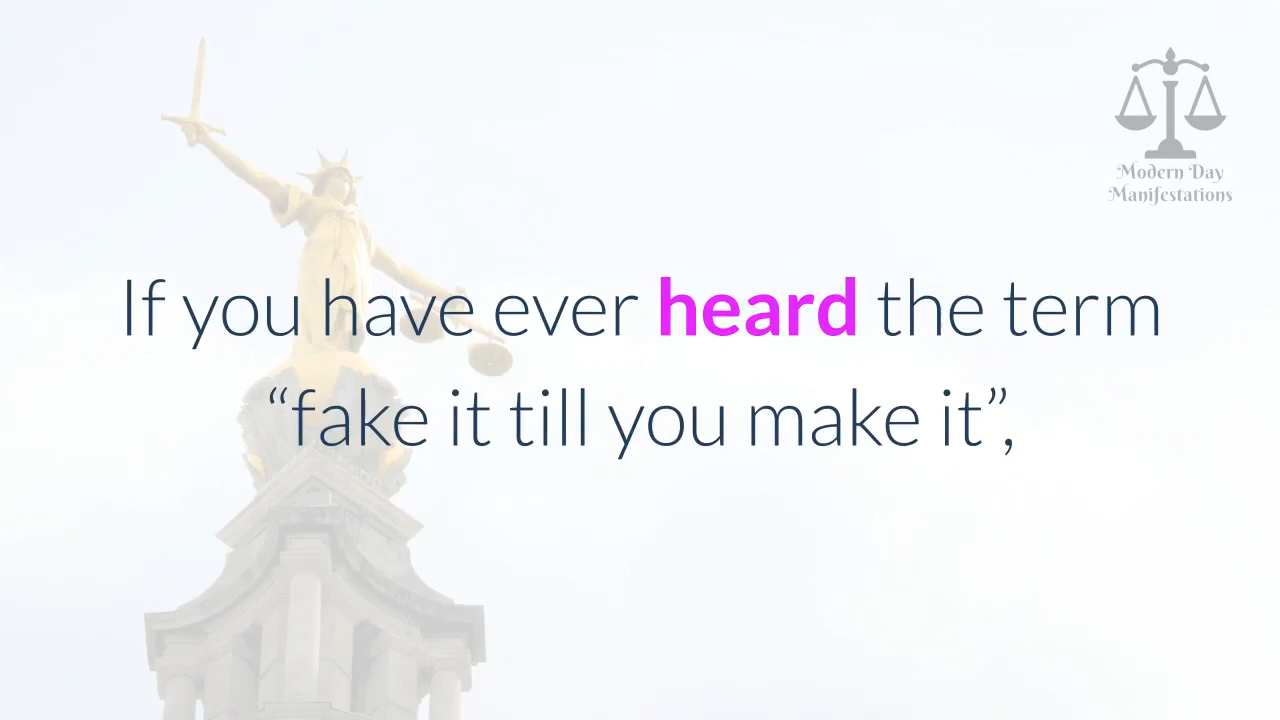 Modern Day
Manifestations
If you have ever heard the term
“fake it till you make it”,